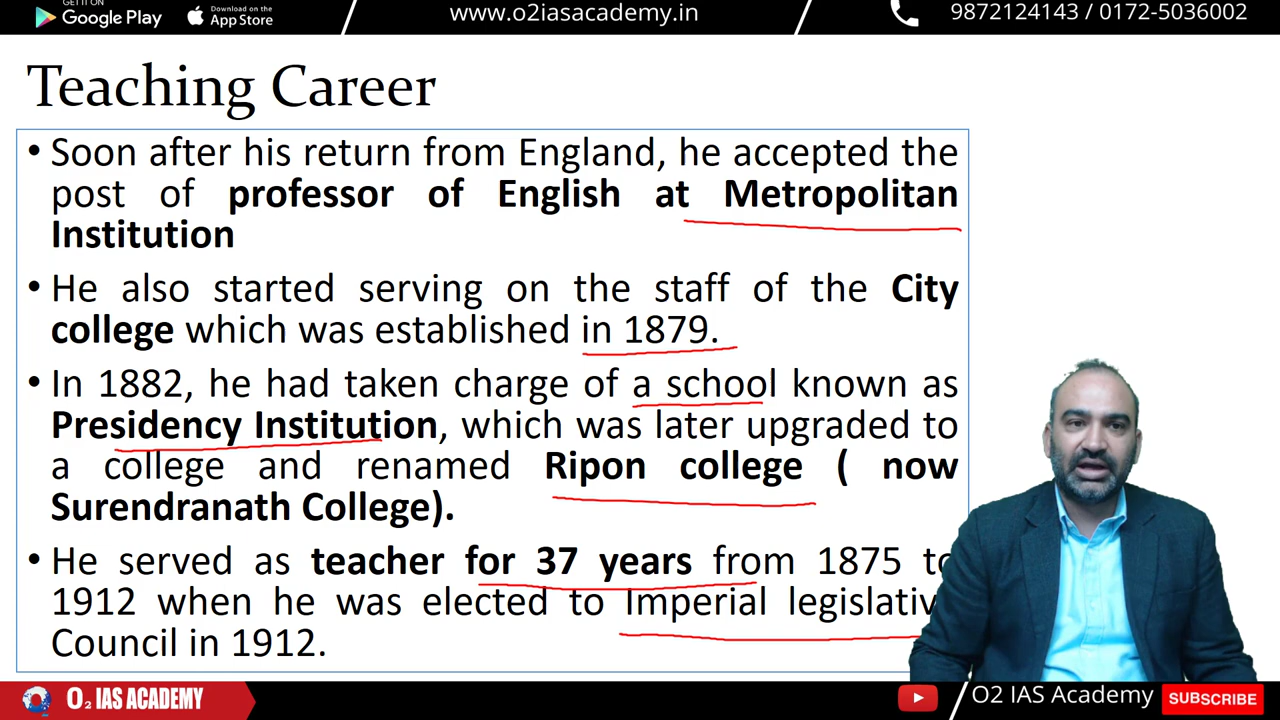 GET IT ON
Google Play
Download on the
App Store
www.o2iasacademy.in
9872124143 / 0172-5036002
Teaching Career
• Soon after his return from England, he accepted the
post of professor of English at Metropolitan
Institution
• He also started serving on the staff of the City
college which was established in 1879.
• In 1882, he had taken charge of a school known as
Presidency Institution, which was later upgraded to
a college and renamed Ripon college ( now
Surendranath College).
• He served as teacher for 37 years from 1875 to
1912 when he was elected to Imperial legislativ
Council in 1912.
O2 IAS ACADEMY
O2 IAS Academy
SUBSCRIBE